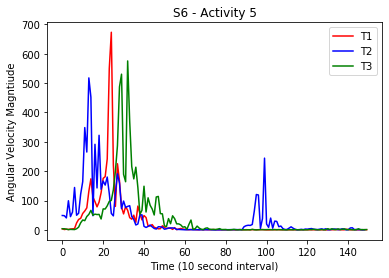 S6 - Activity 5
T1
T2
T3
Angular Velocity Magntiude
700
600
500
400
300
200
100
0
0 20 40 60 80 100 120 140
Time (10 second interval)